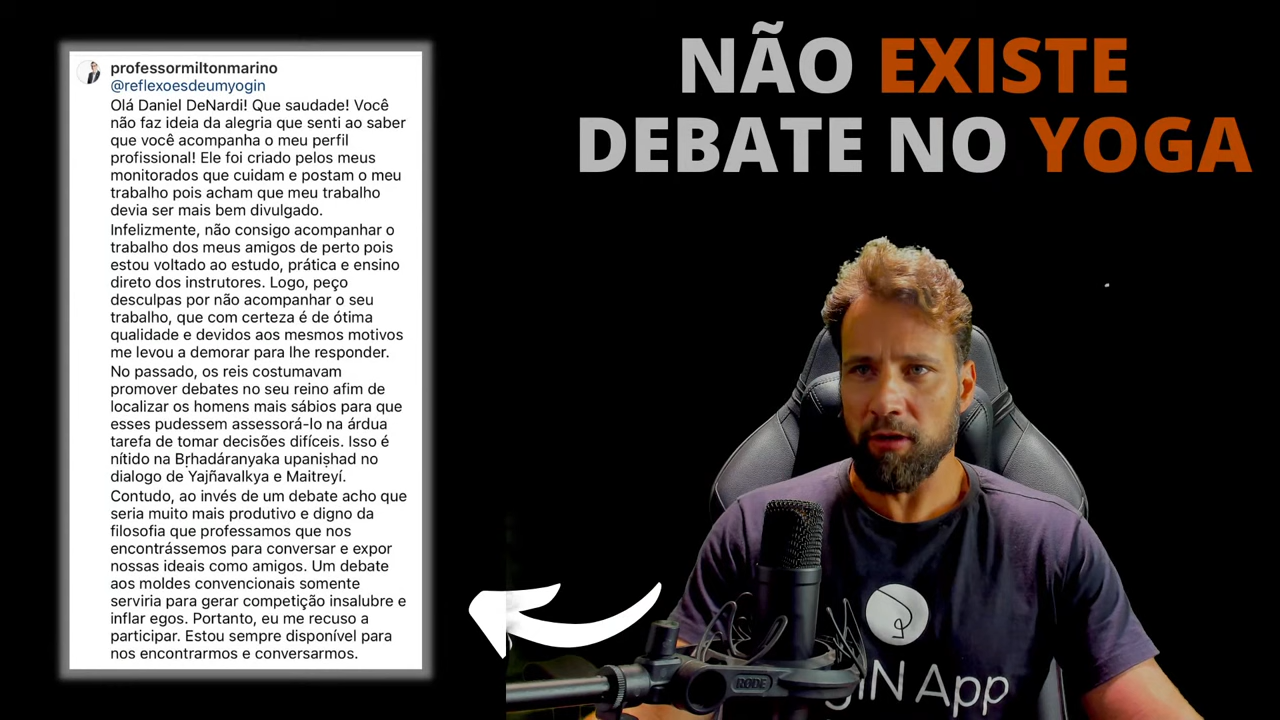 NÃO EXISTE
DEBATE NO YOGA
professormiltonmarino
@reflexoesdeumyogin
Olá Daniel DeNardi! Que saudade! Você
não faz ideia da alegria que senti ao saber
que você acompanha o meu perfil
profissional! Ele foi criado pelos meus
monitorados que cuidam e postam o meu
trabalho pois acham que meu trabalho
devia ser mais bem divulgado.
Infelizmente, não consigo acompanhar o
trabalho dos meus amigos de perto pois
estou voltado ao estudo, prática e ensino
direto dos instrutores. Logo, peço
desculpas por não acompanhar o seu
trabalho, que com certeza é de ótima
qualidade e devidos aos mesmos motivos
me levou a demorar para lhe responder.
No passado, os reis costumavam
promover debates no seu reino afim de
localizar os homens mais sábios para que
esses pudessem assessorá-lo na árdua
tarefa de tomar decisões difíceis. Isso é
nítido na Bṛhadáranyaka upaniṣhad no
dialogo de Yajñavalkya e Maitreyí.
Contudo, ao invés de um debate acho que
seria muito mais produtivo e digno da
filosofia que professamos que nos
encontrássemos para conversar e expor
nossas ideais como amigos. Um debate
aos moldes convencionais somente
serviria para gerar competição insalubre e
inflar egos. Portanto, eu me recuso a
participar. Estou sempre disponível para
nos encontrarmos e conversarmos.
gIN App
RØDE